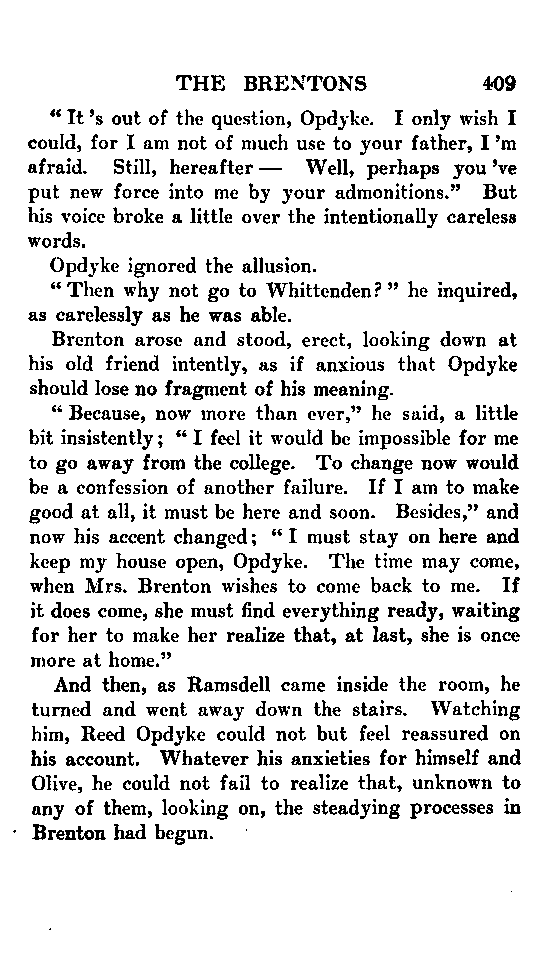 THE BRENTONS 409
“It 's out of the question, Opdyke. I only wish I
could, for I am not of much use to your father, I 'm
afraid. Still, hereafter — Well, perhaps you 've
put new force into me by your admonitions.” But
his voice broke a little over the intentionally careless
words.
Opdyke ignored the allusion.
“Then why not go to Whittenden?” he inquired,
as carelessly as he was able.
Brenton arose and stood, erect, looking down at
his old friend intently, as if anxious that Opdyke
should lose no fragment of his meaning.
“Because, now more than ever,” he said, a little
bit insistently; “I feel it would be impossible for me
to go away from the college. To change now would
be a confession of another failure. If I am to make
good at all, it must be here and soon. Besides,” and
now his accent changed; “I must stay on here and
keep my house open, Opdyke. The time may come,
when Mrs. Brenton wishes to come back to me. If
it does come, she must find everything ready, waiting
for her to make her realize that, at last, she is once
more at home.”
And then, as Ramsdell came inside the room, he
turned and went away down the stairs. Watching
him, Reed Opdyke could not but feel reassured on
his account. Whatever his anxieties for himself and
Olive, he could not fail to realize that, unknown to
any of them, looking on, the steadying processes in
Brenton had begun.